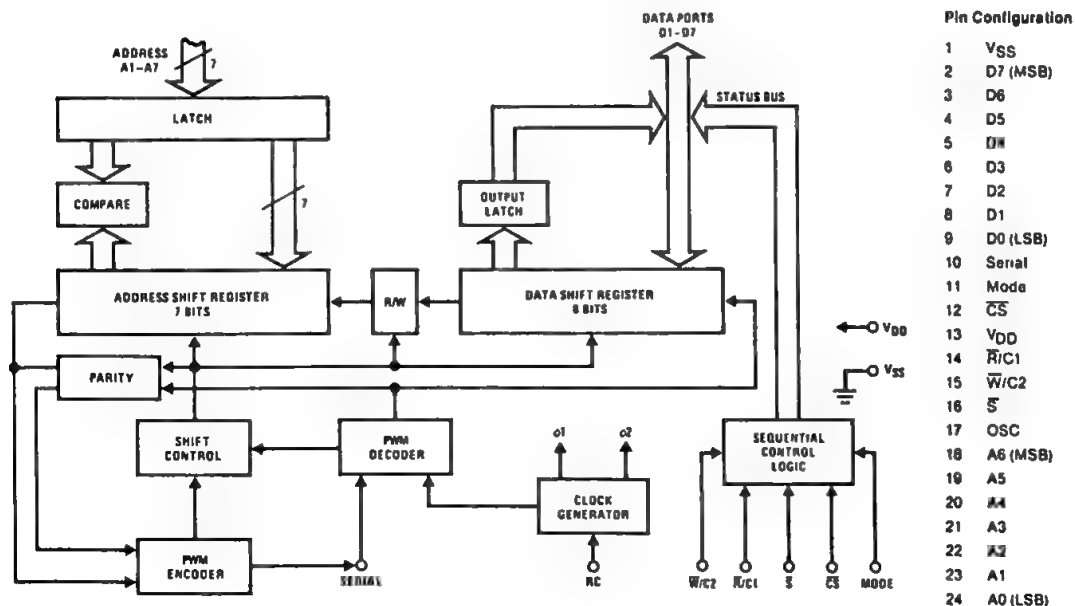 ADDRESS
A1-A7
7
LATCH
COMPARE
7
ADDRESS SHIFT REGISTER
7 BITS
R/W
DATA PORTS
D1-D7
STATUS BUS
OUTPUT
LATCH
DATA SHIFT REGISTER
8 BITS
PARITY
SHIFT
CONTROL
PWM
DECODER
PWM
ENCODER
SERIAL
ø1
ø2
CLOCK
GENERATOR
RC
VDD
VSS
SEQUENTIAL
CONTROL
LOGIC
W̅/C2
R̅/C1
S̅
C̅S̅
MODE
Pin Configuration
1 VSS
2 D7 (MSB)
3 D6
4 D5
5
6 D3
7 D2
8 D1
9 D0 (LSB)
10 Serial
11 Mode
12 C̅S̅
13 VDD
14 R̅/C1
15 W̅/C2
16 S̅
17 OSC
18 A6 (MSB)
19 A5
20 A4
21 A3
22 A2
23 A1
24 A0 (LSB)